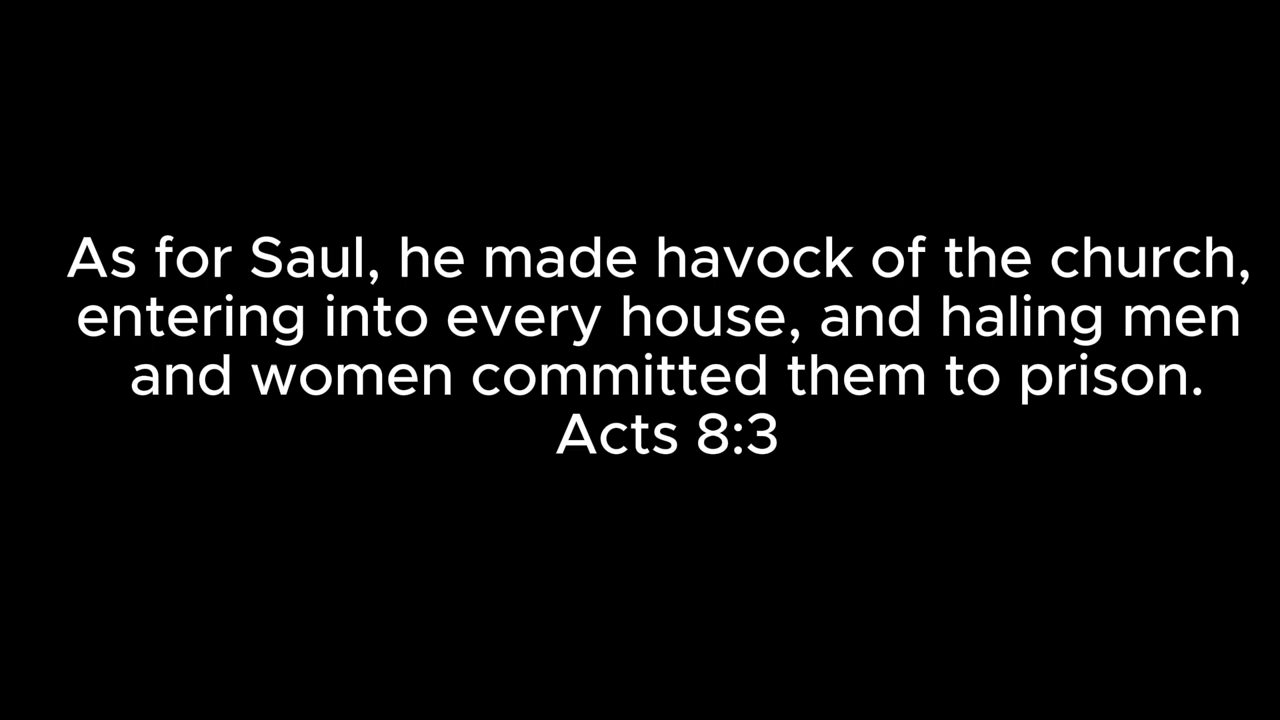 As for Saul, he made havock of the church,
entering into every house, and haling men
and women committed them to prison.
Acts 8:3